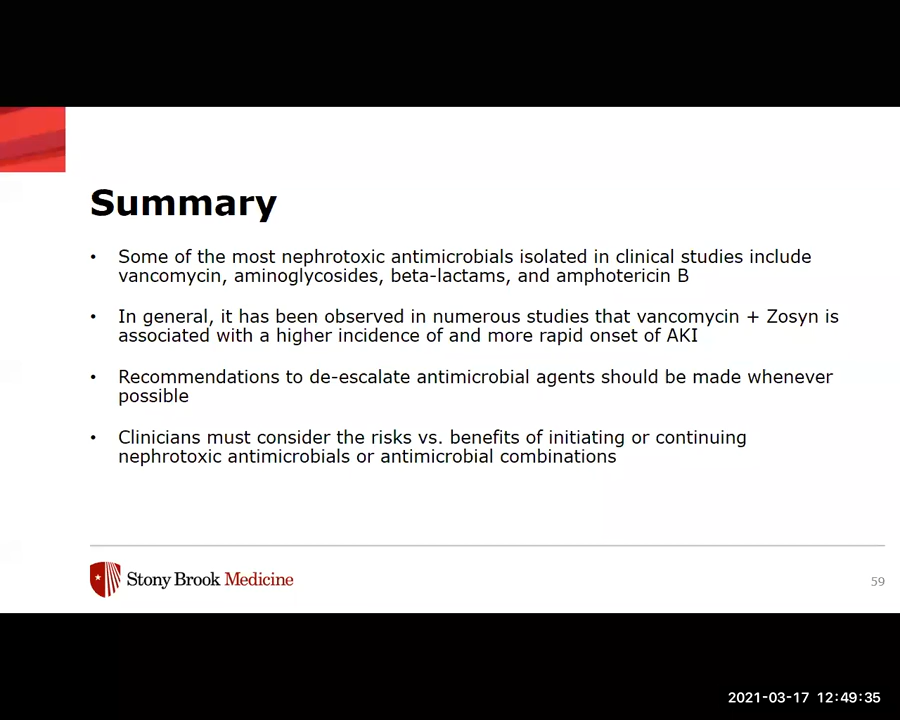 Summary
• Some of the most nephrotoxic antimicrobials isolated in clinical studies include
vancomycin, aminoglycosides, beta-lactams, and amphotericin B
• In general, it has been observed in numerous studies that vancomycin + Zosyn is
associated with a higher incidence of and more rapid onset of AKI
• Recommendations to de-escalate antimicrobial agents should be made whenever
possible
• Clinicians must consider the risks vs. benefits of initiating or continuing
nephrotoxic antimicrobials or antimicrobial combinations
Stony Brook Medicine
59
2021-03-17 12:49:35